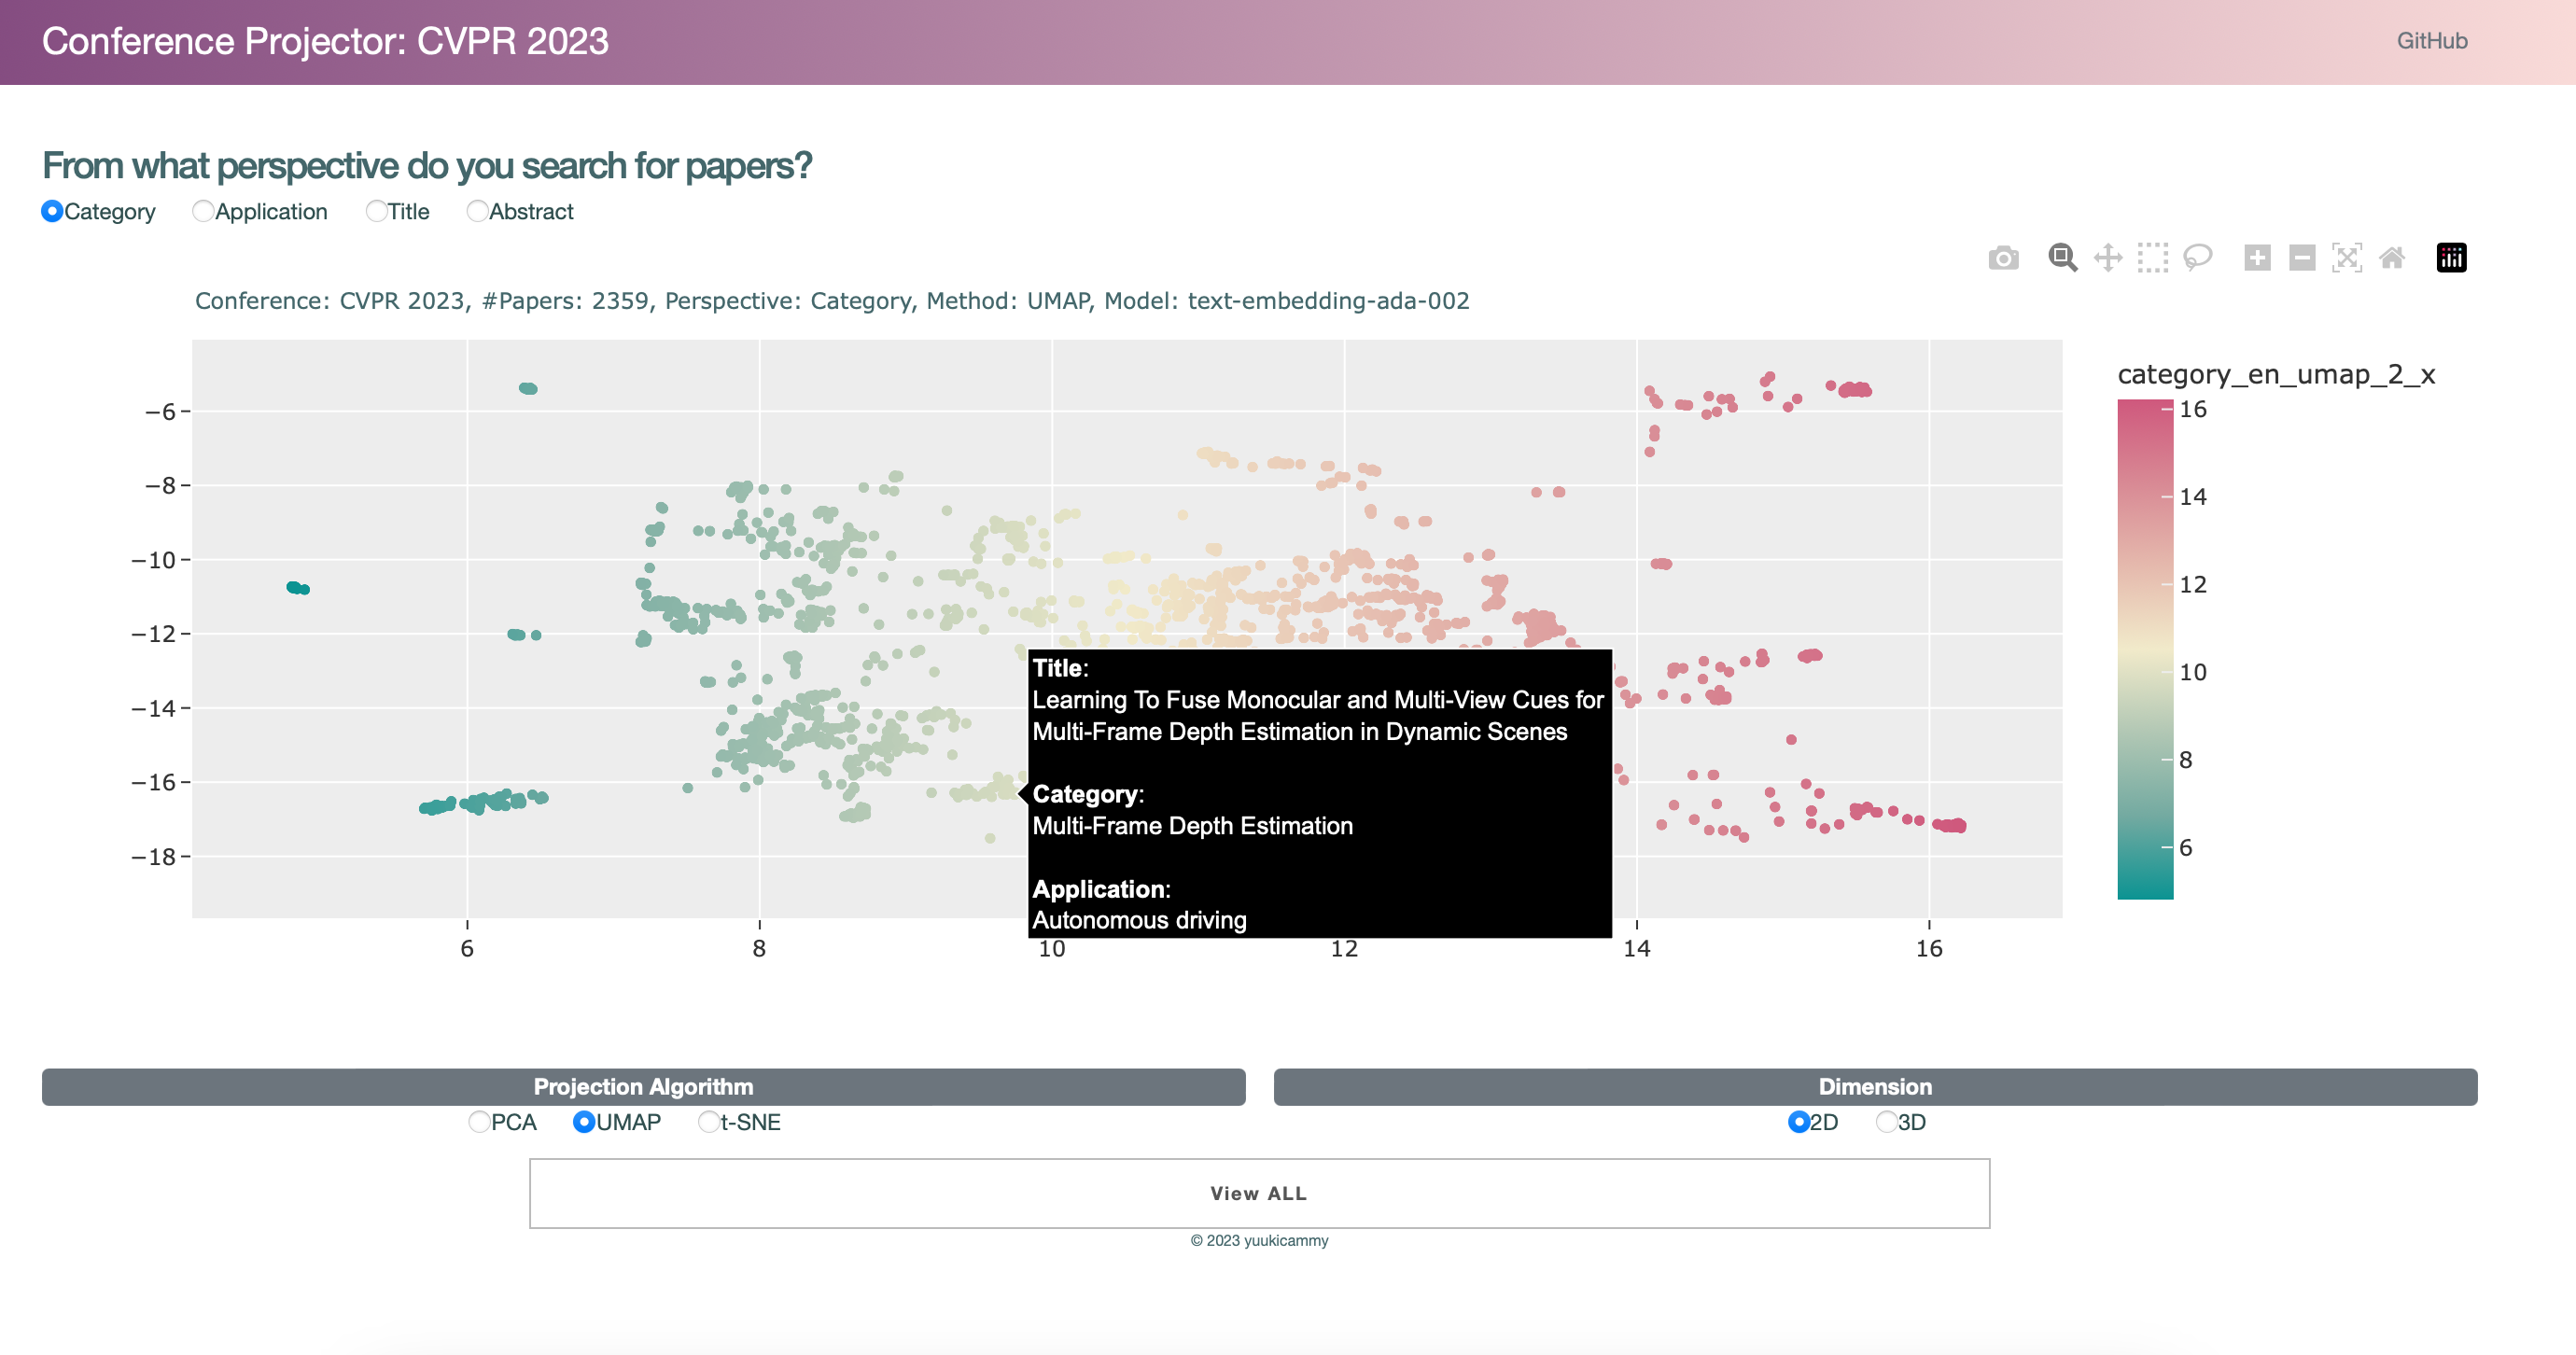 Conference Projector: CVPR 2023
GitHub
From what perspective do you search for papers?
Category Application Title Abstract
Conference: CVPR 2023, #Papers: 2359, Perspective: Category, Method: UMAP, Model: text-embedding-ada-002
category_en_umap_2_x
−6
−8
−10
−12
−14
−16
−18
6 8 10 12 14 16
16
14
12
10
8
6
Title:
Learning To Fuse Monocular and Multi-View Cues for
Multi-Frame Depth Estimation in Dynamic Scenes
Category:
Multi-Frame Depth Estimation
Application:
Autonomous driving
Projection Algorithm
PCA UMAP t-SNE
Dimension
2D 3D
View ALL
© 2023 yuukicammy